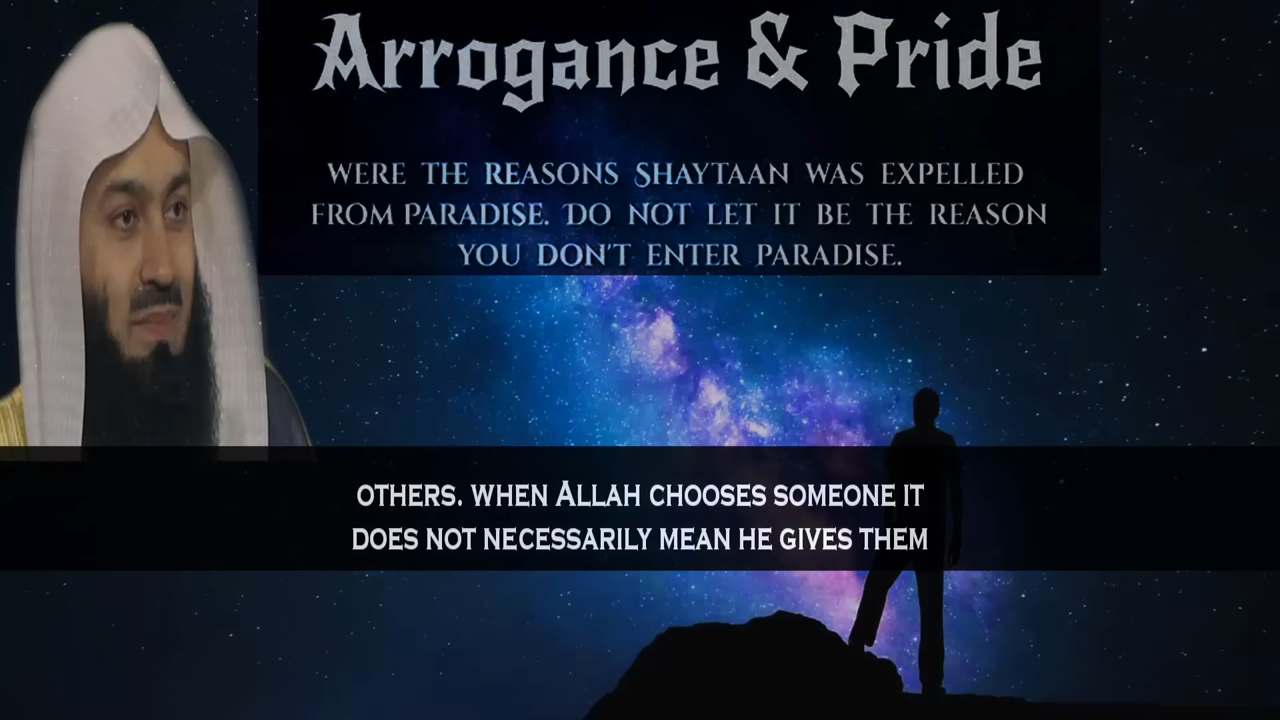 Arrogance & Pride
WERE THE REASONS SHAYTAAN WAS EXPELLED
FROM PARADISE. DO NOT LET IT BE THE REASON
YOU DON'T ENTER PARADISE.
OTHERS. WHEN ALLAH CHOOSES SOMEONE IT
DOES NOT NECESSARILY MEAN HE GIVES THEM